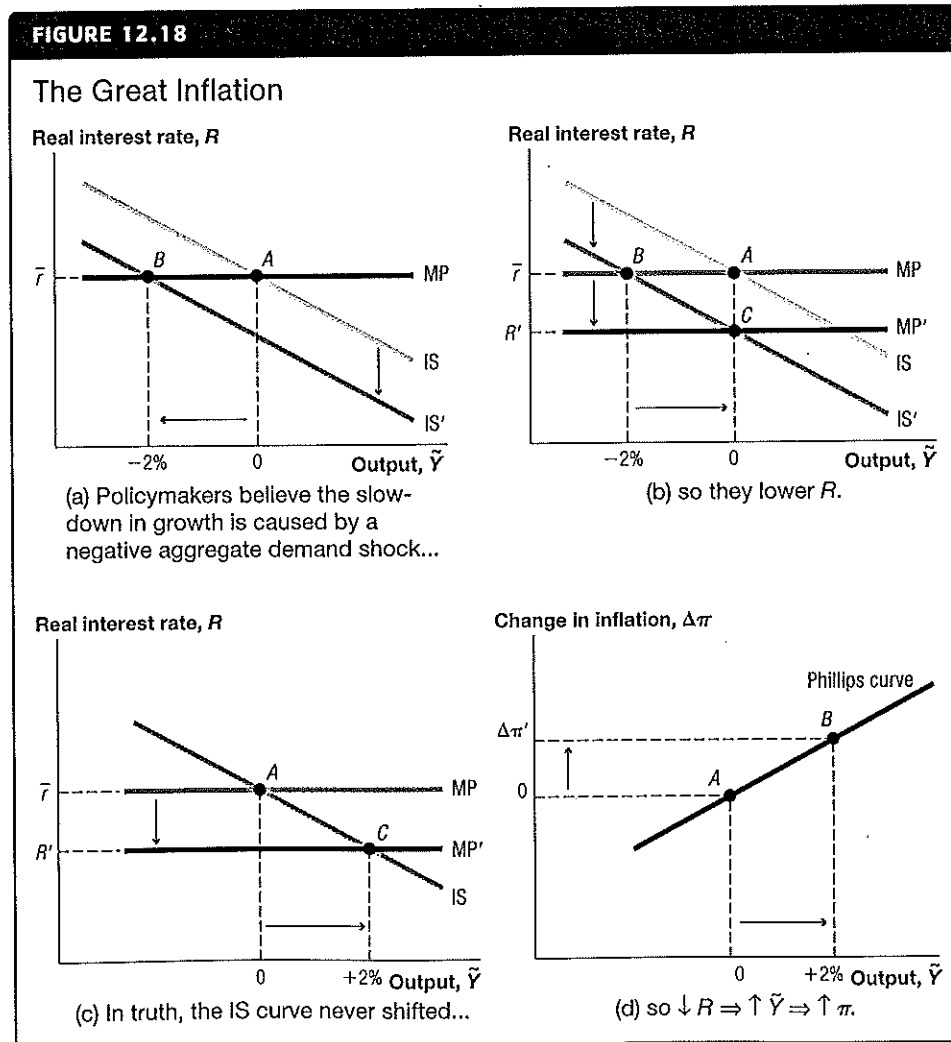 FIGURE 12.18
The Great Inflation
Real interest rate, R
r̄
B
A
MP
IS
IS′
−2%
0
Output, Ỹ
(a) Policymakers believe the slow-
down in growth is caused by a
negative aggregate demand shock...
Real interest rate, R
r̄
B
A
MP
R′
C
MP′
IS
IS′
−2%
0
Output, Ỹ
(b) so they lower R.
Real interest rate, R
r̄
A
MP
R′
C
MP′
IS
0
+2%
Output, Ỹ
(c) In truth, the IS curve never shifted...
Change in inflation, Δπ
Phillips curve
Δπ′
B
0
A
0
+2%
Output, Ỹ
(d) so ↓ R ⇒ ↑ Ỹ ⇒ ↑ π.